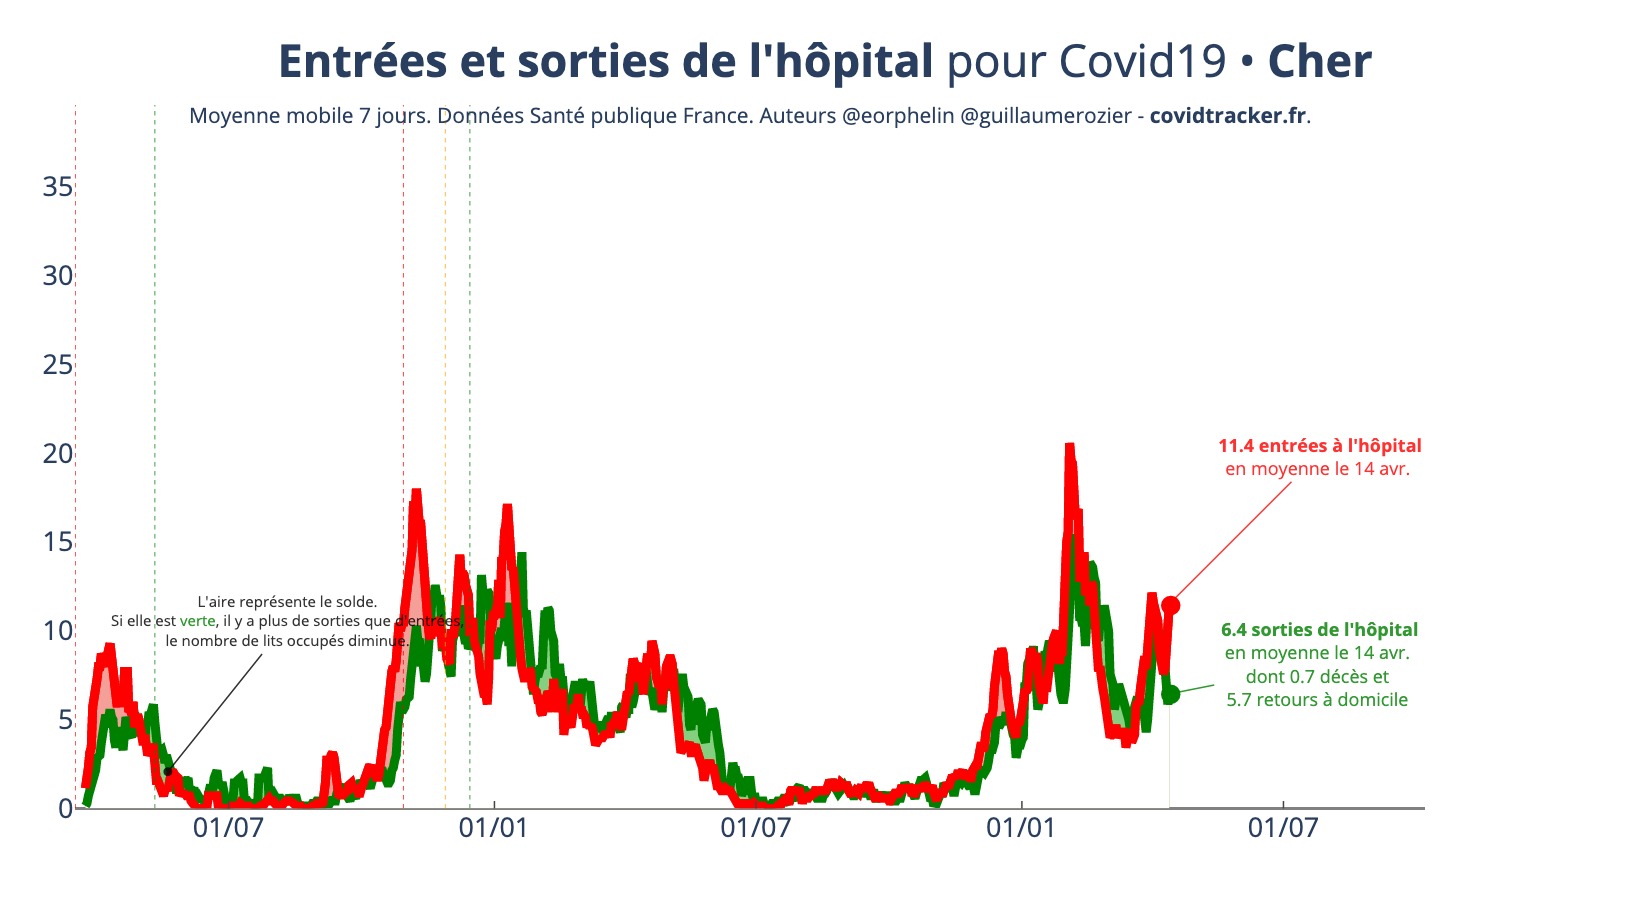 Entrées et sorties de l'hôpital pour Covid19 • Cher
Moyenne mobile 7 jours. Données Santé publique France. Auteurs @eorphelin @guillaumerozier - covidtracker.fr.
35
30
25
20
15
10
5
0
11.4 entrées à l'hôpital
en moyenne le 14 avr.
L'aire représente le solde.
Si elle est verte, il y a plus de sorties que d'entrées,
le nombre de lits occupés diminue.
6.4 sorties de l'hôpital
en moyenne le 14 avr.
dont 0.7 décès et
5.7 retours à domicile
01/07
01/01
01/07
01/01
01/07